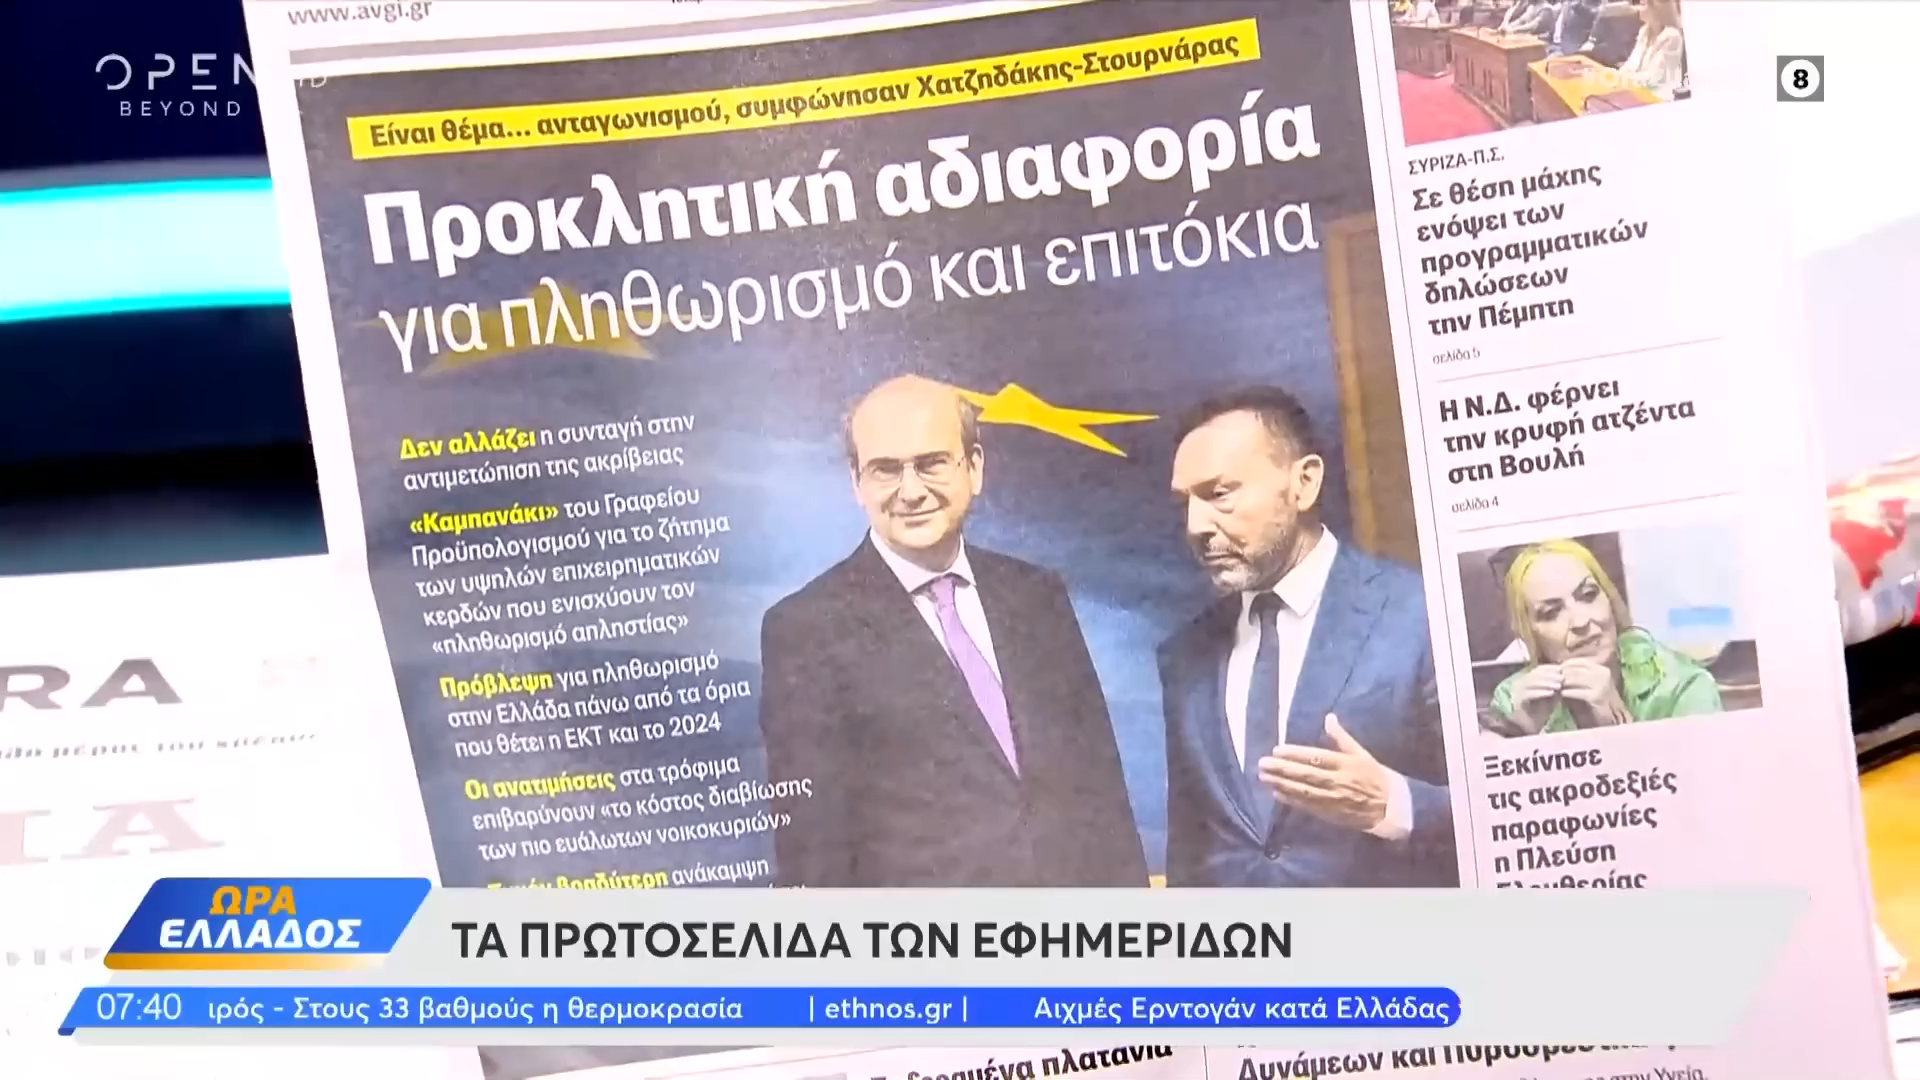 www.avgi.gr
OPEN
BEYOND
8
Είναι θέμα... ανταγωνισμού, συμφώνησαν Χατζηδάκης-Στουρνάρας
Προκλητική αδιαφορία
για πληθωρισμό και επιτόκια
Δεν αλλάζει η συνταγή στην
αντιμετώπιση της ακρίβειας
«Καμπανάκι» του Γραφείου
Προϋπολογισμού για το ζήτημα
των υψηλών επιχειρηματικών
κερδών που ενισχύουν τον
«πληθωρισμό απληστίας»
Πρόβλεψη για πληθωρισμό
στην Ελλάδα πάνω από τα όρια
που θέτει η ΕΚΤ και το 2024
Οι ανατιμήσεις στα τρόφιμα
επιβαρύνουν «το κόστος διαβίωσης
των πιο ευάλωτων νοικοκυριών»
βραδύτερη ανάκαμψη
ΣΥΡΙΖΑ-Π.Σ.
Σε θέση μάχης
ενόψει των
προγραμματικών
δηλώσεων
την Πέμπτη
σελίδα 5
Η Ν.Δ. φέρνει
την κρυφή ατζέντα
στη Βουλή
σελίδα 4
Ξεκίνησε
τις ακροδεξιές
παραφωνίες
η Πλεύση
Ελευθερίας
RA
ΙΑ
ΩΡΑ
ΕΛΛΑΔΟΣ
ΤΑ ΠΡΩΤΟΣΕΛΙΔΑ ΤΩΝ ΕΦΗΜΕΡΙΔΩΝ
07:40 ιρός - Στους 33 βαθμούς η θερμοκρασία | ethnos.gr | Αιχμές Ερντογάν κατά Ελλάδας
πλατάνια
Δυνάμεων και